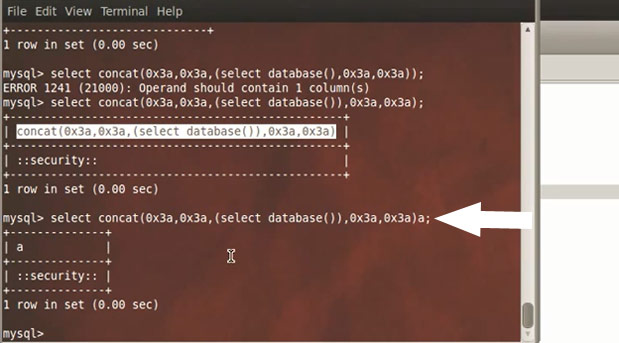 File Edit View Terminal Help
+----------------------------+
1 row in set (0.00 sec)
mysql> select concat(0x3a,0x3a,(select database(),0x3a,0x3a));
ERROR 1241 (21000): Operand should contain 1 column(s)
mysql> select concat(0x3a,0x3a,(select database()),0x3a,0x3a);
+-------------------------------------------------+
| concat(0x3a,0x3a,(select database()),0x3a,0x3a) |
+-------------------------------------------------+
| ::security:: |
+-------------------------------------------------+
1 row in set (0.00 sec)
mysql> select concat(0x3a,0x3a,(select database()),0x3a,0x3a)a;
+--------------+
| a |
+--------------+
| ::security:: |
+--------------+
1 row in set (0.00 sec)
mysql>